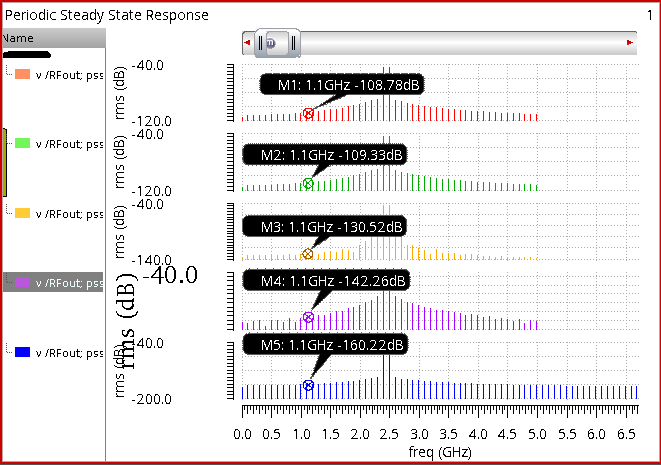 Periodic Steady State Response 1
Name
v /RFout; pss
v /RFout; pss
v /RFout; pss
v /RFout; pss
v /RFout; pss
rms (dB)
-40.0
-120.0
M1: 1.1GHz -108.78dB
rms (dB)
-40.0
-120.0
M2: 1.1GHz -109.33dB
rms (dB)
-40.0
-140.0
M3: 1.1GHz -130.52dB
rms (dB)
-40.0
M4: 1.1GHz -142.26dB
rms (dB)
-40.0
-200.0
M5: 1.1GHz -160.22dB
0.0 0.5 1.0 1.5 2.0 2.5 3.0 3.5 4.0 4.5 5.0 5.5 6.0 6.5
freq (GHz)